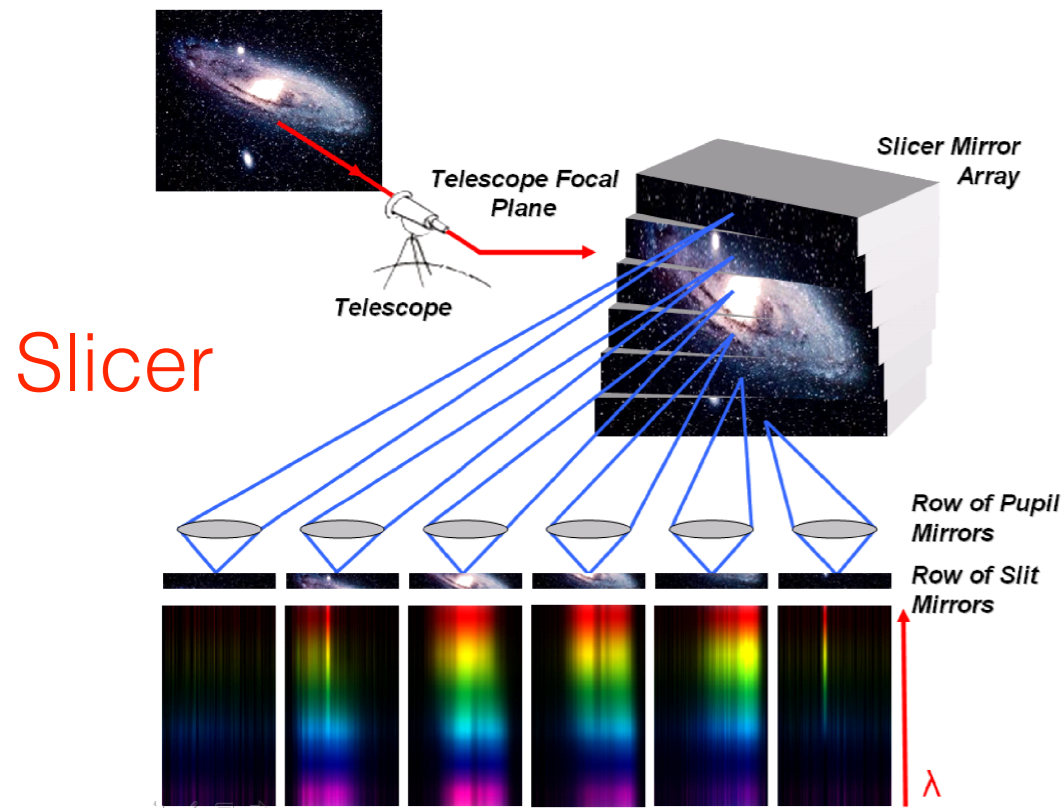 Slicer Mirror
Array
Telescope Focal
Plane
Telescope
Slicer
Row of Pupil
Mirrors
Row of Slit
Mirrors
λ